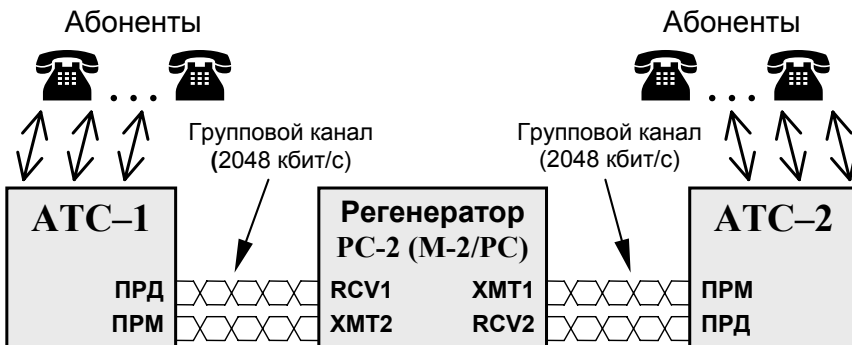 Абоненты
Абоненты
. . .
. . .
Групповой канал
(2048 кбит/с)
Групповой канал
(2048 кбит/с)
АТС–1
Регенератор
РС-2 (М-2/РС)
АТС–2
ПРД
RCV1
XMT1
ПРМ
ПРМ
XMT2
RCV2
ПРД